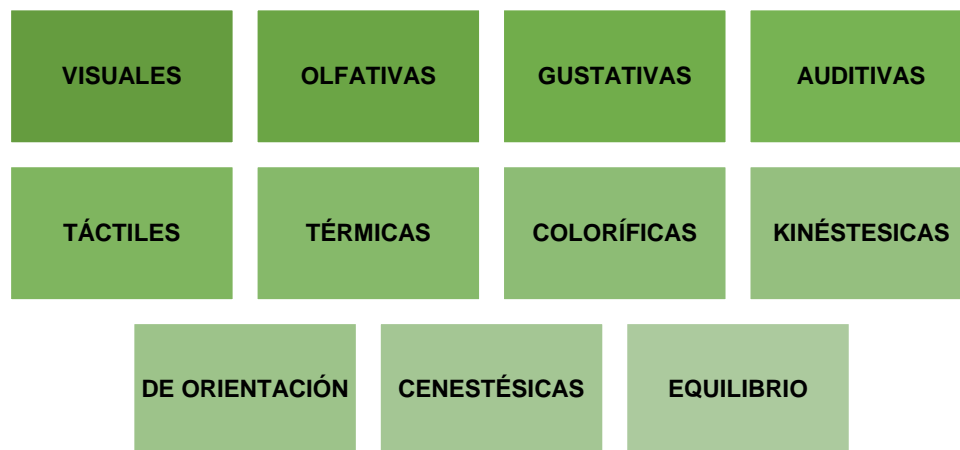 VISUALES
OLFATIVAS
GUSTATIVAS
AUDITIVAS
TÁCTILES
TÉRMICAS
COLORÍFICAS
KINÉSTESICAS
DE ORIENTACIÓN
CENESTÉSICAS
EQUILIBRIO